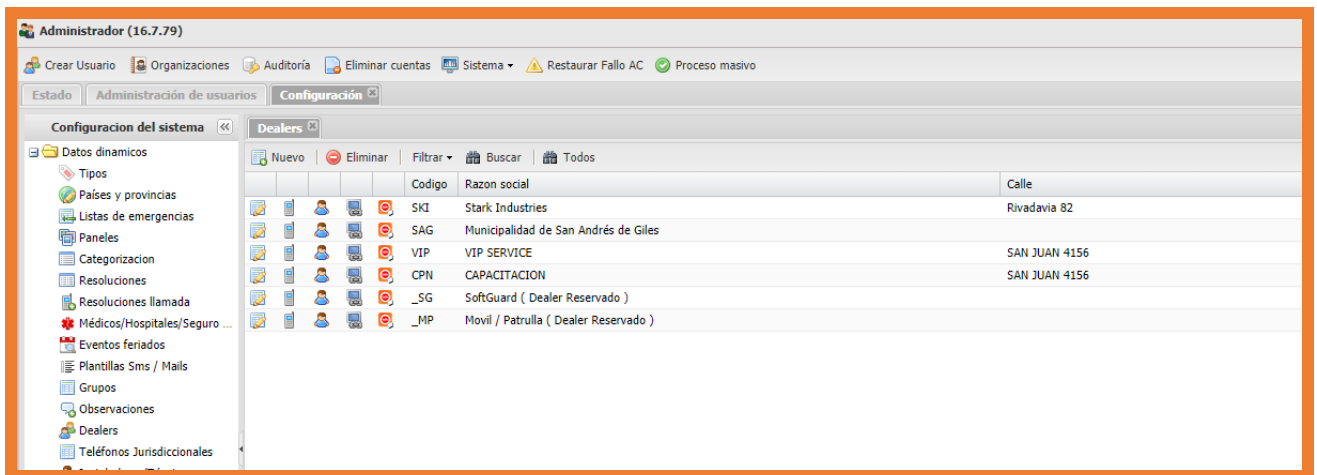 Administrador (16.7.79)
Crear Usuario Organizaciones Auditoría Eliminar cuentas Sistema Restaurar Fallo AC Proceso masivo
Estado Administración de usuarios Configuración
Configuracion del sistema
Dealers
Datos dinamicos
Tipos
Países y provincias
Listas de emergencias
Paneles
Categorizacion
Resoluciones
Resoluciones llamada
Médicos/Hospitales/Seguro ...
Eventos feriados
Plantillas Sms / Mails
Grupos
Observaciones
Dealers
Teléfonos Jurisdiccionales
Nuevo Eliminar Filtrar Buscar Todos
Codigo Razon social Calle
SKI Stark Industries Rivadavia 82
SAG Municipalidad de San Andrés de Giles
VIP VIP SERVICE SAN JUAN 4156
CPN CAPACITACION SAN JUAN 4156
_SG SoftGuard ( Dealer Reservado )
_MP Movil / Patrulla ( Dealer Reservado )